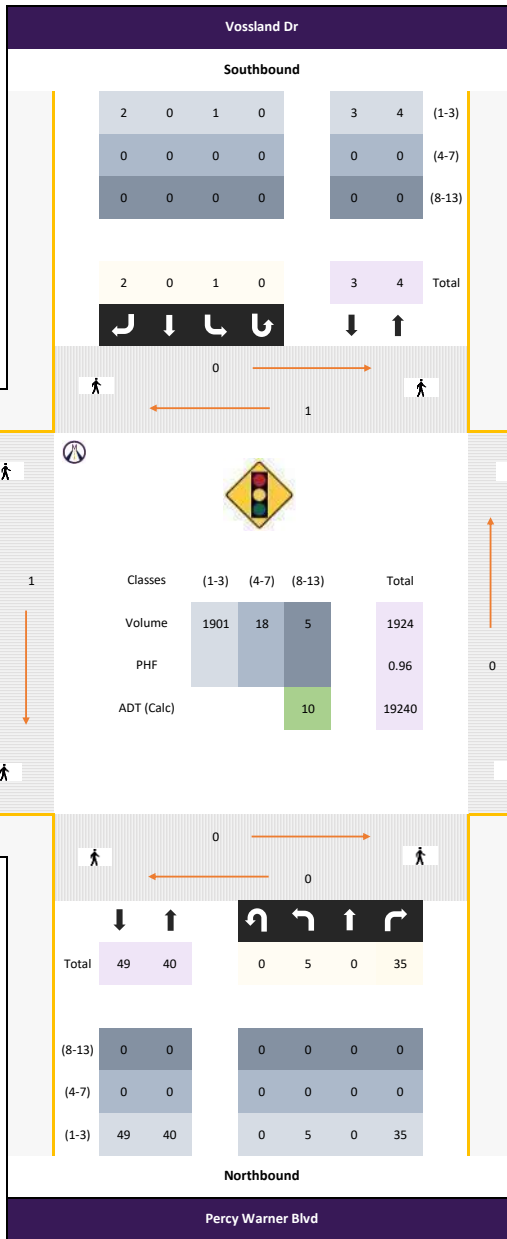 Vossland Dr
Southbound
2 0 1 0 3 4 (1-3)
0 0 0 0 0 0 (4-7)
0 0 0 0 0 0 (8-13)
2 0 1 0 3 4 Total
0
1
1
Classes (1-3) (4-7) (8-13) Total
Volume 1901 18 5 1924
PHF 0.96
0
ADT (Calc) 10 19240
0
0
Total 49 40 0 5 0 35
(8-13) 0 0 0 0 0 0
(4-7) 0 0 0 0 0 0
(1-3) 49 40 0 5 0 35
Northbound
Percy Warner Blvd